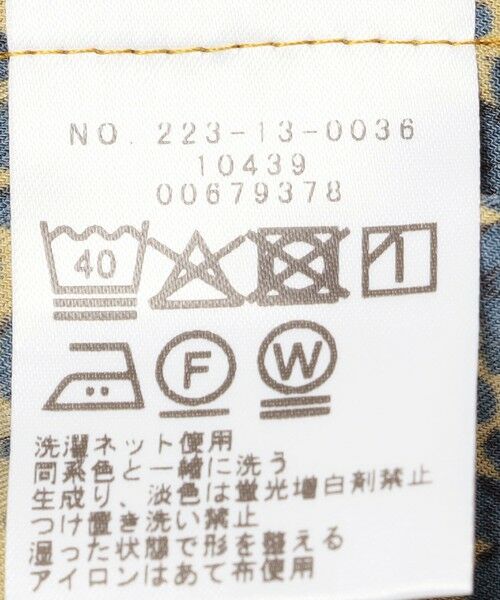 NO. 223-13-0036
10439
00679378
40
F
W
洗濯ネット使用
同系色と一緒に洗う
生成り、淡色は蛍光増白剤禁止
つけ置き洗い禁止
湿った状態で形を整える
アイロンはあて布使用